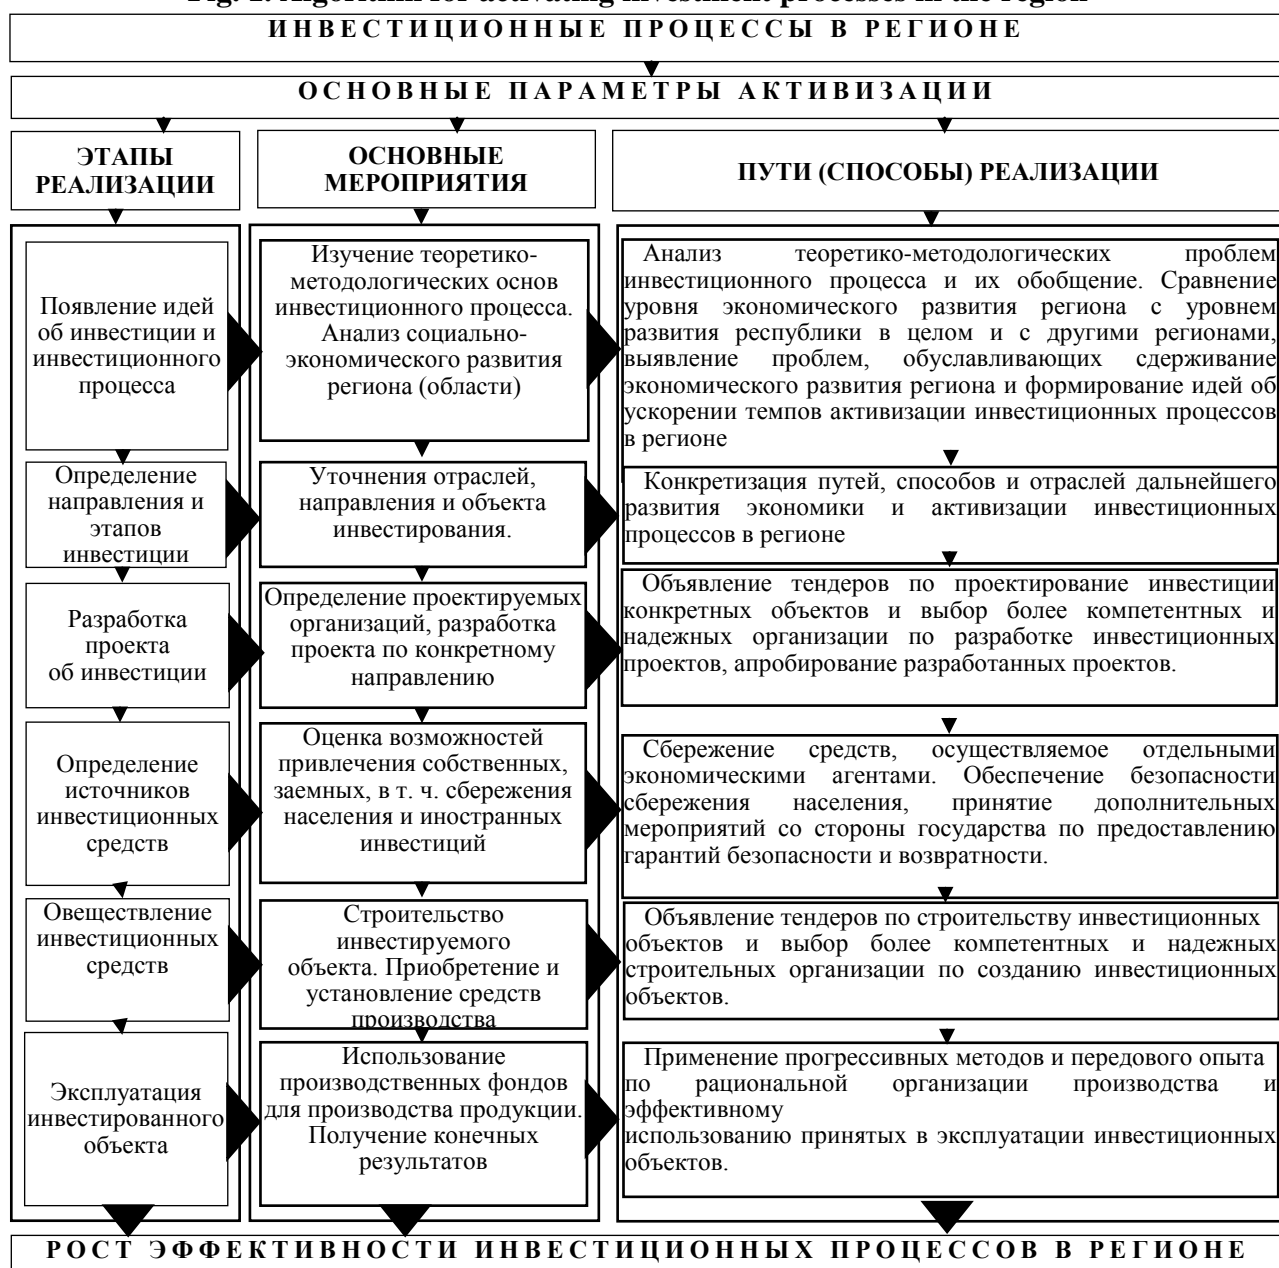 Fig. 2. Algorithm for activating investment processes in the region
ИНВЕСТИЦИОННЫЕ ПРОЦЕССЫ В РЕГИОНЕ
ОСНОВНЫЕ ПАРАМЕТРЫ АКТИВИЗАЦИИ
ЭТАПЫ
РЕАЛИЗАЦИИ
ОСНОВНЫЕ
МЕРОПРИЯТИЯ
ПУТИ (СПОСОБЫ) РЕАЛИЗАЦИИ
Появление идей
об инвестиции и
инвестиционного
процесса
Изучение теоретико-
методологических основ
инвестиционного процесса.
Анализ социально-
экономического развития
региона (области)
Анализ теоретико-методологических проблем
инвестиционного процесса и их обобщение. Сравнение
уровня экономического развития региона с уровнем
развития республики в целом и с другими регионами,
выявление проблем, обуславливающих сдерживание
экономического развития региона и формирование идей об
ускорении темпов активизации инвестиционных процессов
в регионе
Определение
направления и
этапов
инвестиции
Уточнения отраслей,
направления и объекта
инвестирования.
Конкретизация путей, способов и отраслей дальнейшего
развития экономики и активизации инвестиционных
процессов в регионе
Разработка
проекта
об инвестиции
Определение проектируемых
организаций, разработка
проекта по конкретному
направлению
Объявление тендеров по проектирование инвестиции
конкретных объектов и выбор более компетентных и
надежных организации по разработке инвестиционных
проектов, апробирование разработанных проектов.
Определение
источников
инвестиционных
средств
Оценка возможностей
привлечения собственных,
заемных, в т. ч. сбережения
населения и иностранных
инвестиций
Сбережение средств, осуществляемое отдельными
экономическими агентами. Обеспечение безопасности
сбережения населения, принятие дополнительных
мероприятий со стороны государства по предоставлению
гарантий безопасности и возвратности.
Овеществление
инвестиционных
средств
Строительство
инвестируемого
объекта. Приобретение и
установление средств
производства
Объявление тендеров по строительству инвестиционных
объектов и выбор более компетентных и надежных
строительных организации по созданию инвестиционных
объектов.
Эксплуатация
инвестированного
объекта
Использование
производственных фондов
для производства продукции.
Получение конечных
результатов
Применение прогрессивных методов и передового опыта
по рациональной организации производства и
эффективному
использованию принятых в эксплуатации инвестиционных
объектов.
РОСТ ЭФФЕКТИВНОСТИ ИНВЕСТИЦИОННЫХ ПРОЦЕССОВ В РЕГИОНЕ